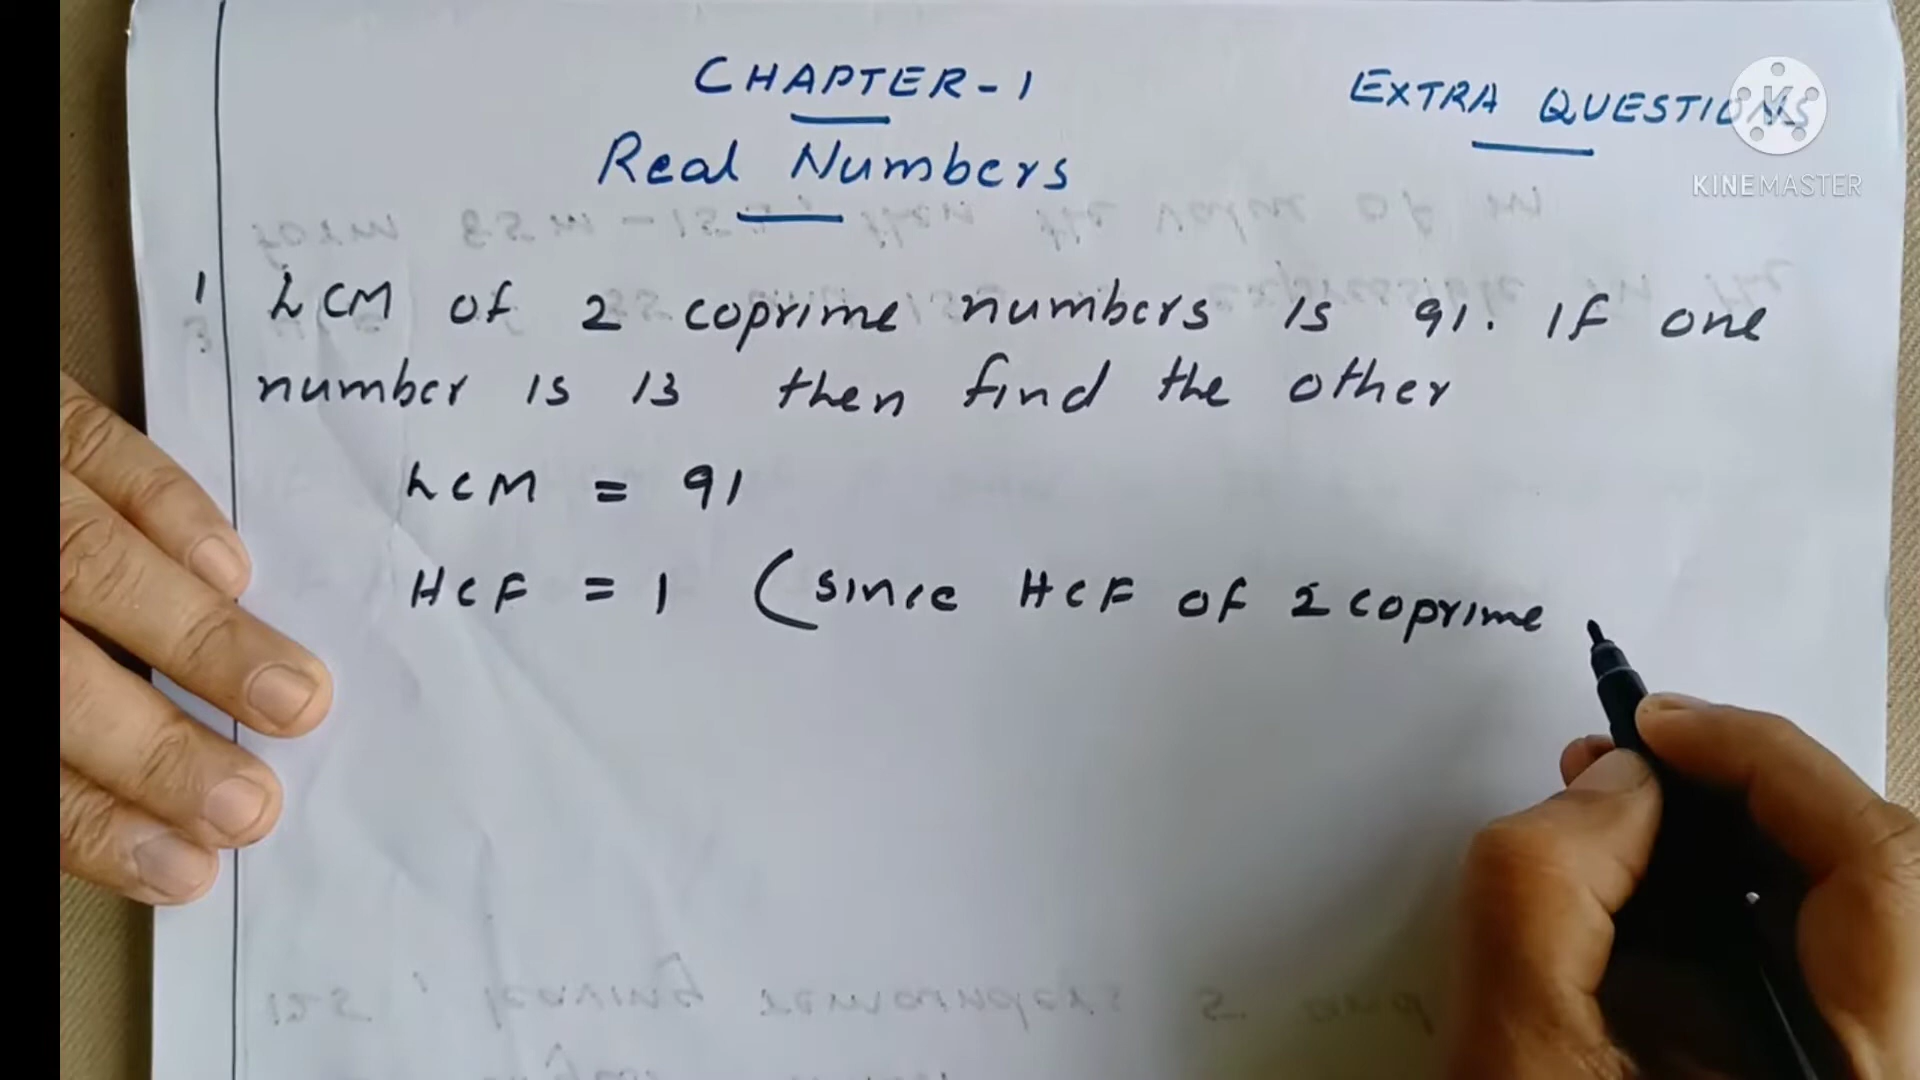 CHAPTER-1
EXTRA QUESTIONS
KINEMASTER
Real Numbers
1 LCM of 2 coprime numbers is 91. If one
number is 13 then find the other
LCM = 91
HCF = 1 (since HCF of 2 coprime